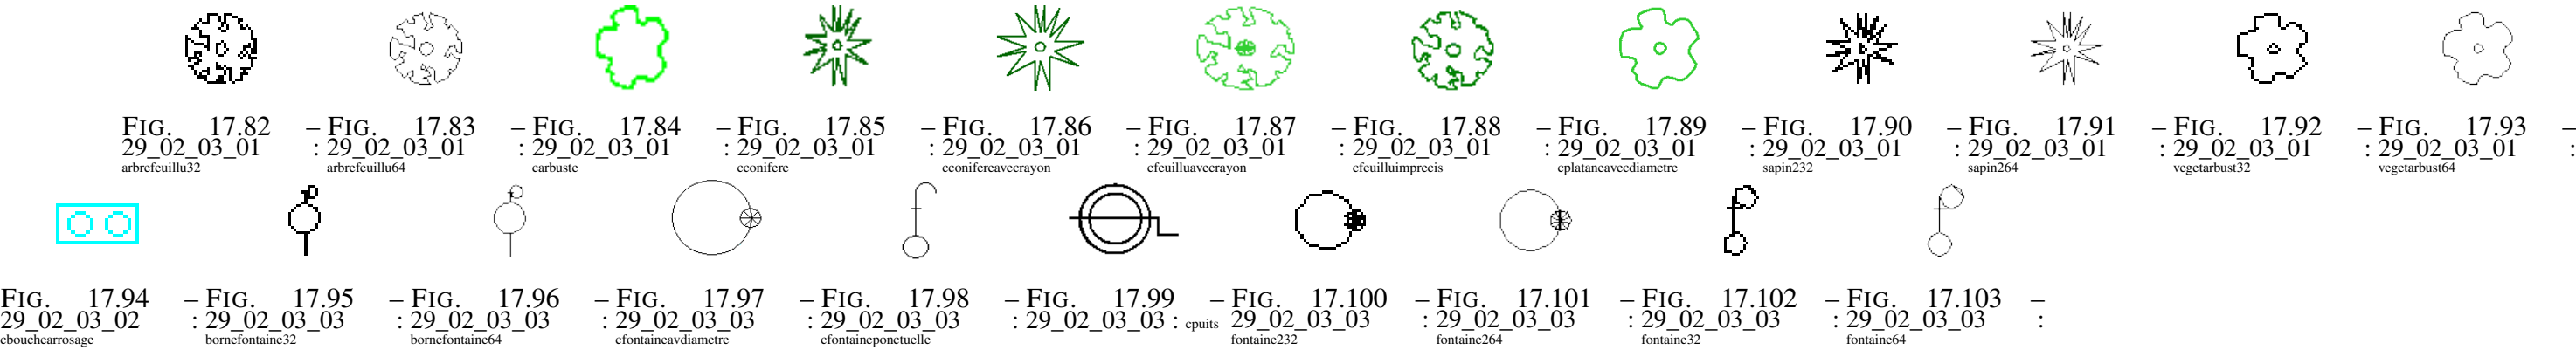 FIG. 17.82 – FIG. 17.83 – FIG. 17.84 – FIG. 17.85 – FIG. 17.86 – FIG. 17.87 – FIG. 17.88 – FIG. 17.89 – FIG. 17.90 – FIG. 17.91 – FIG. 17.92 – FIG. 17.93 –
29_02_03_01 : 29_02_03_01 : 29_02_03_01 : 29_02_03_01 : 29_02_03_01 : 29_02_03_01 : 29_02_03_01 : 29_02_03_01 : 29_02_03_01 : 29_02_03_01 : 29_02_03_01 : 29_02_03_01 :
arbrefeuillu32 arbrefeuillu64 carbuste cconifere cconifereavecrayon cfeuilluavecrayon cfeuilluimprecis cplataneavecdiametre sapin232 sapin264 vegetarbust32 vegetarbust64
FIG. 17.94 – FIG. 17.95 – FIG. 17.96 – FIG. 17.97 – FIG. 17.98 – FIG. 17.99 – FIG. 17.100 – FIG. 17.101 – FIG. 17.102 – FIG. 17.103 –
29_02_03_02 : 29_02_03_03 : 29_02_03_03 : 29_02_03_03 : 29_02_03_03 : 29_02_03_03 : cpuits 29_02_03_03 : 29_02_03_03 : 29_02_03_03 : 29_02_03_03 :
cbouchearrosage bornefontaine32 bornefontaine64 cfontaineavdiametre cfontaineponctuelle fontaine232 fontaine264 fontaine32 fontaine64